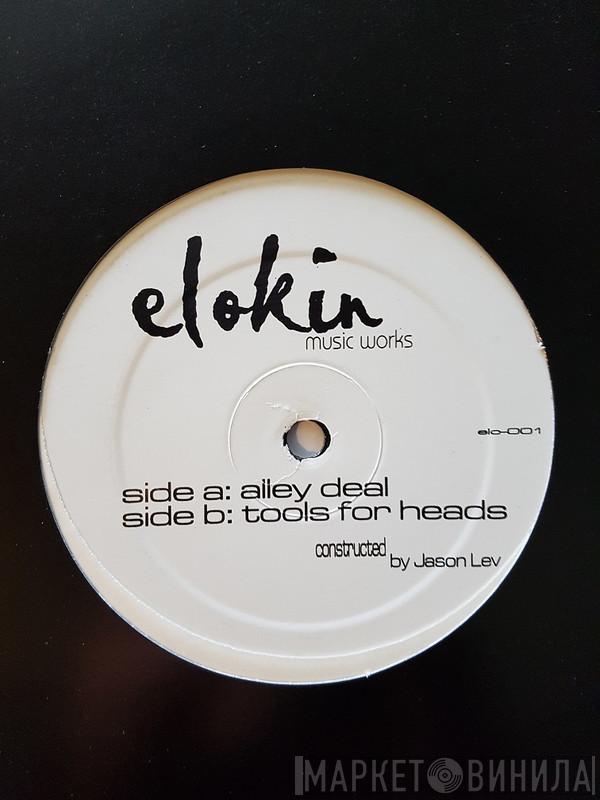 elokin
music works
elo-001
side a: ailey deal
side b: tools for heads
constructed by Jason Lev
МАРКЕТ ВИНИЛА